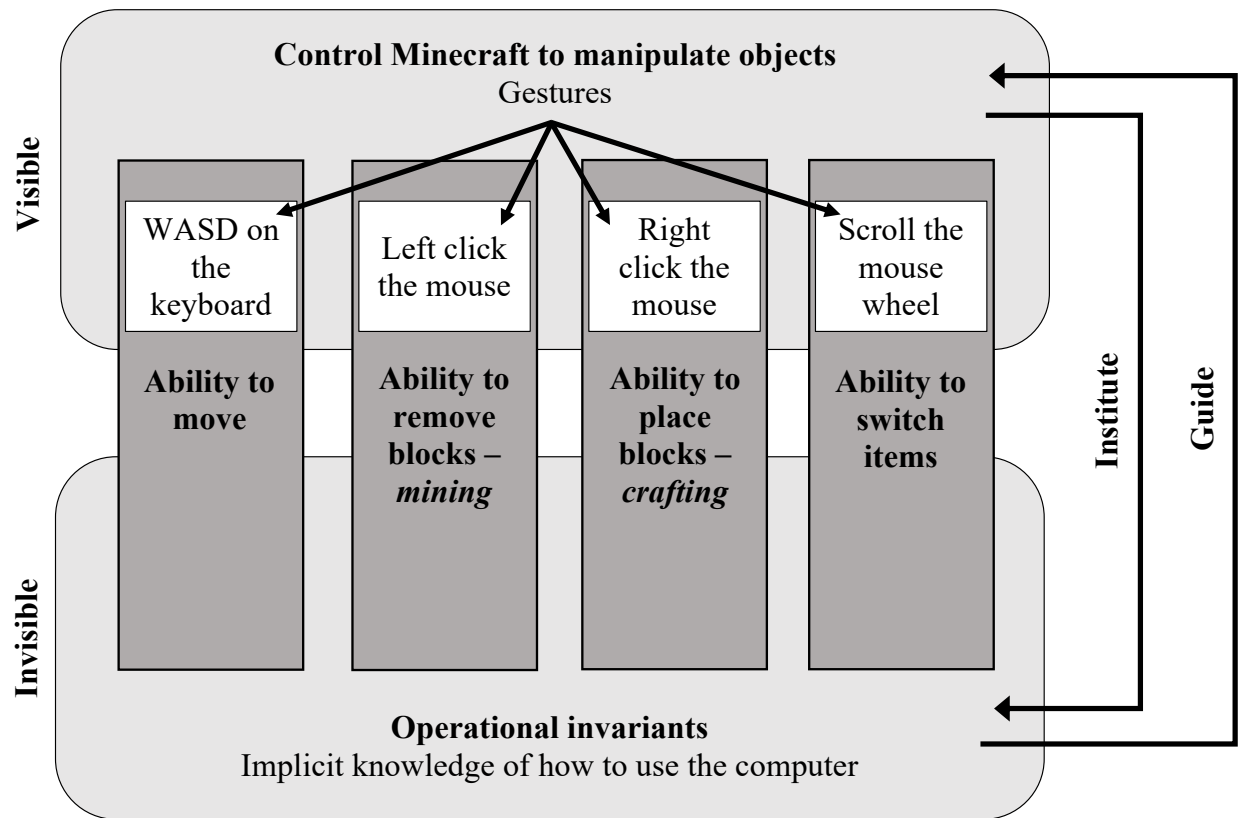 Control Minecraft to manipulate objects
Gestures
Visible
WASD on
the
keyboard
Left click
the mouse
Right
click the
mouse
Scroll the
mouse
wheel
Ability to
move
Ability to
remove
blocks –
mining
Ability to
place
blocks –
crafting
Ability to
switch
items
Institute
Guide
Invisible
Operational invariants
Implicit knowledge of how to use the computer